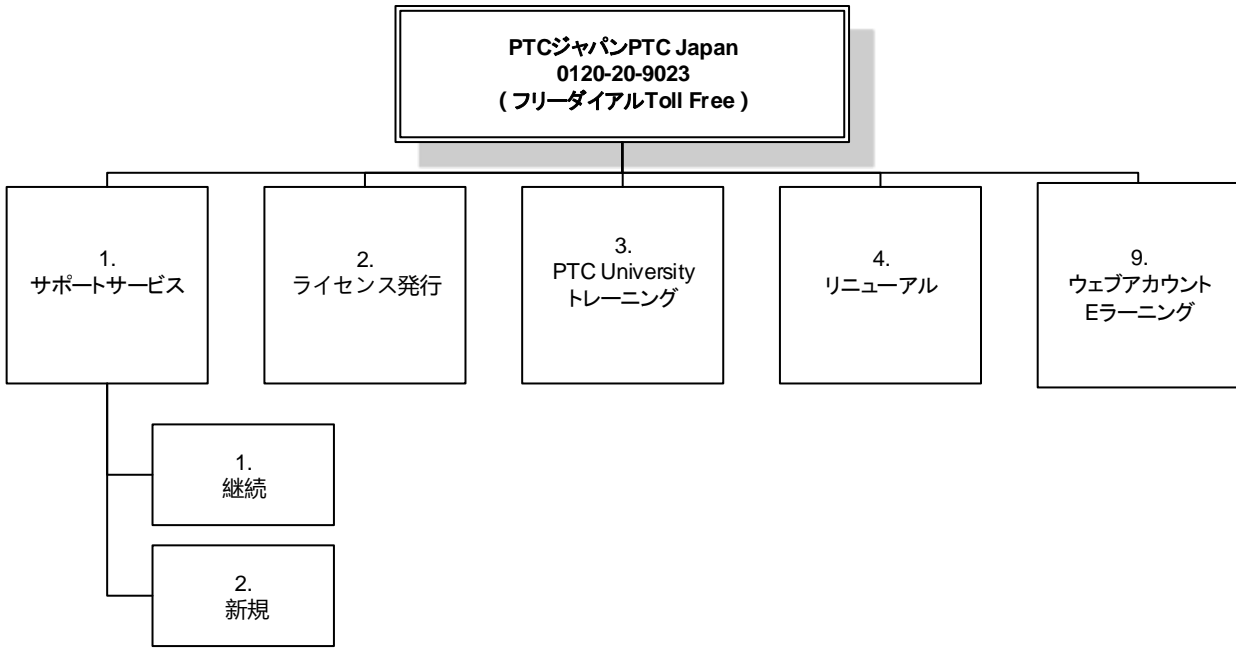 PTCジャパンPTC Japan
0120-20-9023
( フリーダイアルToll Free )
1.
サポートサービス
2.
ライセンス発行
3.
PTC University
トレーニング
4.
リニューアル
9.
ウェブアカウント
Eラーニング
1.
継続
2.
新規